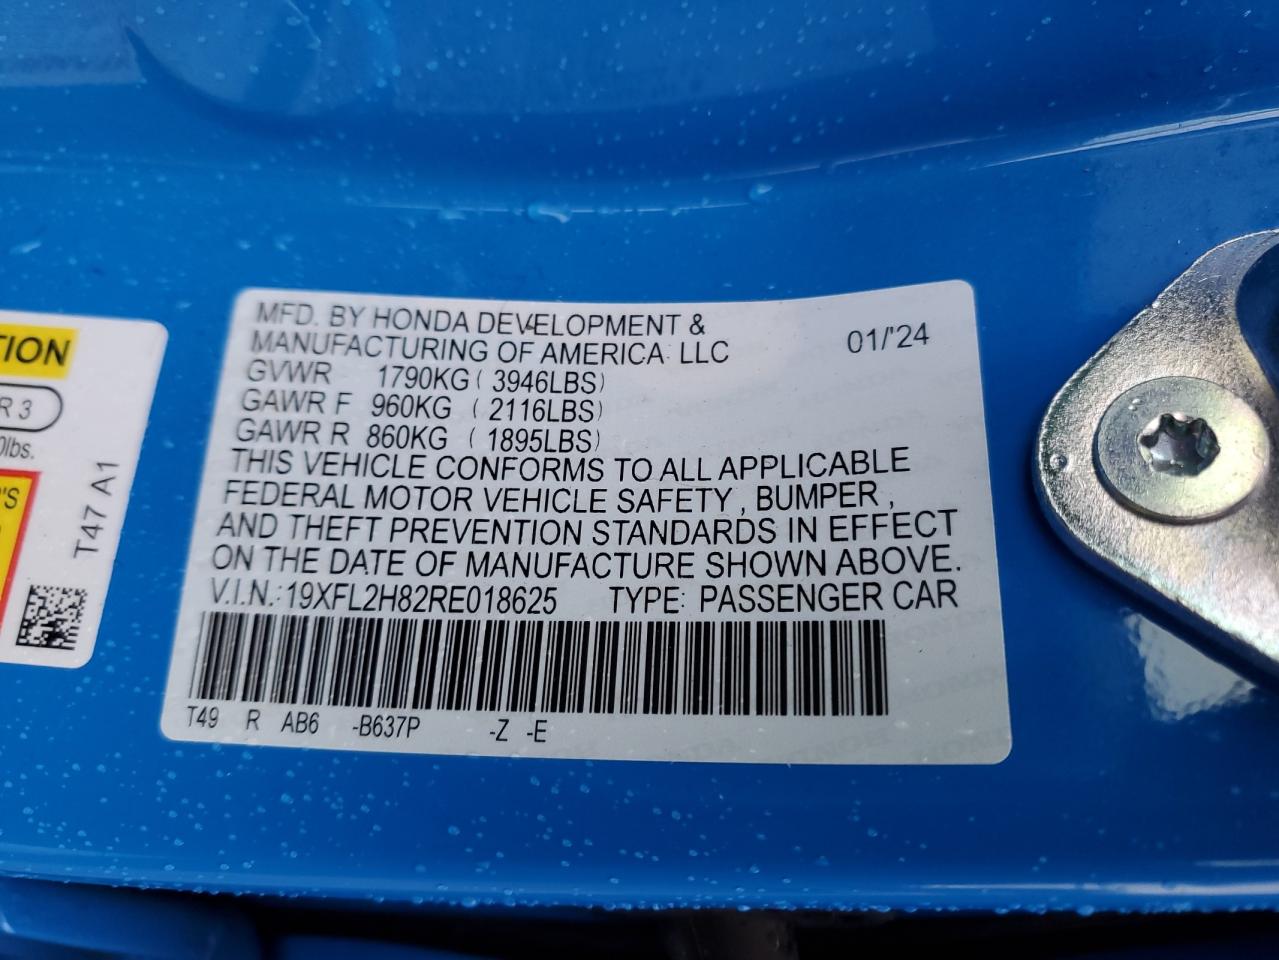 MFD. BY HONDA DEVELOPMENT &
MANUFACTURING OF AMERICA LLC 01/'24
GVWR 1790KG ( 3946LBS)
GAWR F 960KG ( 2116LBS)
GAWR R 860KG ( 1895LBS)
THIS VEHICLE CONFORMS TO ALL APPLICABLE
FEDERAL MOTOR VEHICLE SAFETY , BUMPER ,
AND THEFT PREVENTION STANDARDS IN EFFECT
ON THE DATE OF MANUFACTURE SHOWN ABOVE.
V.I.N.: 19XFL2H82RE018625 TYPE: PASSENGER CAR
T49 R AB6 -B637P -Z -E
TION
R 3
0lbs.
'S
T47 A1